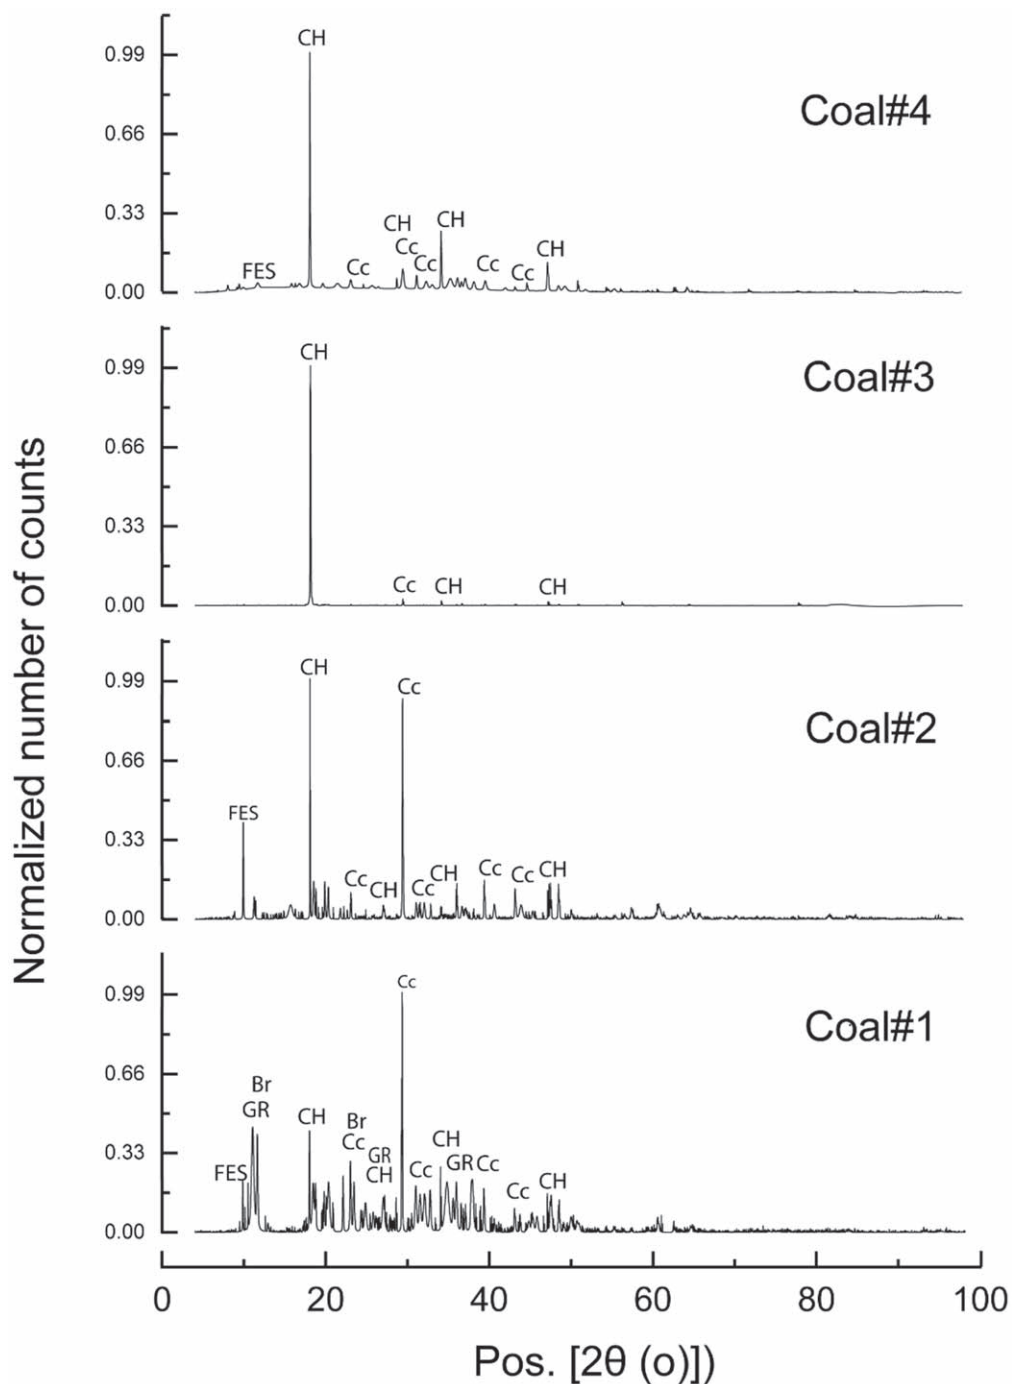 CH
0.99
Coal#4
0.66
0.33
CH
CH
Cc
CH
FES
Cc
Cc
Cc
Cc
0.00
CH
0.99
Coal#3
0.66
0.33
Cc
CH
CH
0.00
CH
0.99
Cc
Coal#2
0.66
FES
0.33
Cc
CH
Cc
CH
Cc
Cc
CH
0.00
Cc
0.99
Coal#1
0.66
Br
GR
CH
Br
Cc
0.33
FES
GR
CH
Cc
CH
GR
Cc
Cc
CH
0.00
Normalized number of counts
0 20 40 60 80 100
Pos. [2θ (o)])